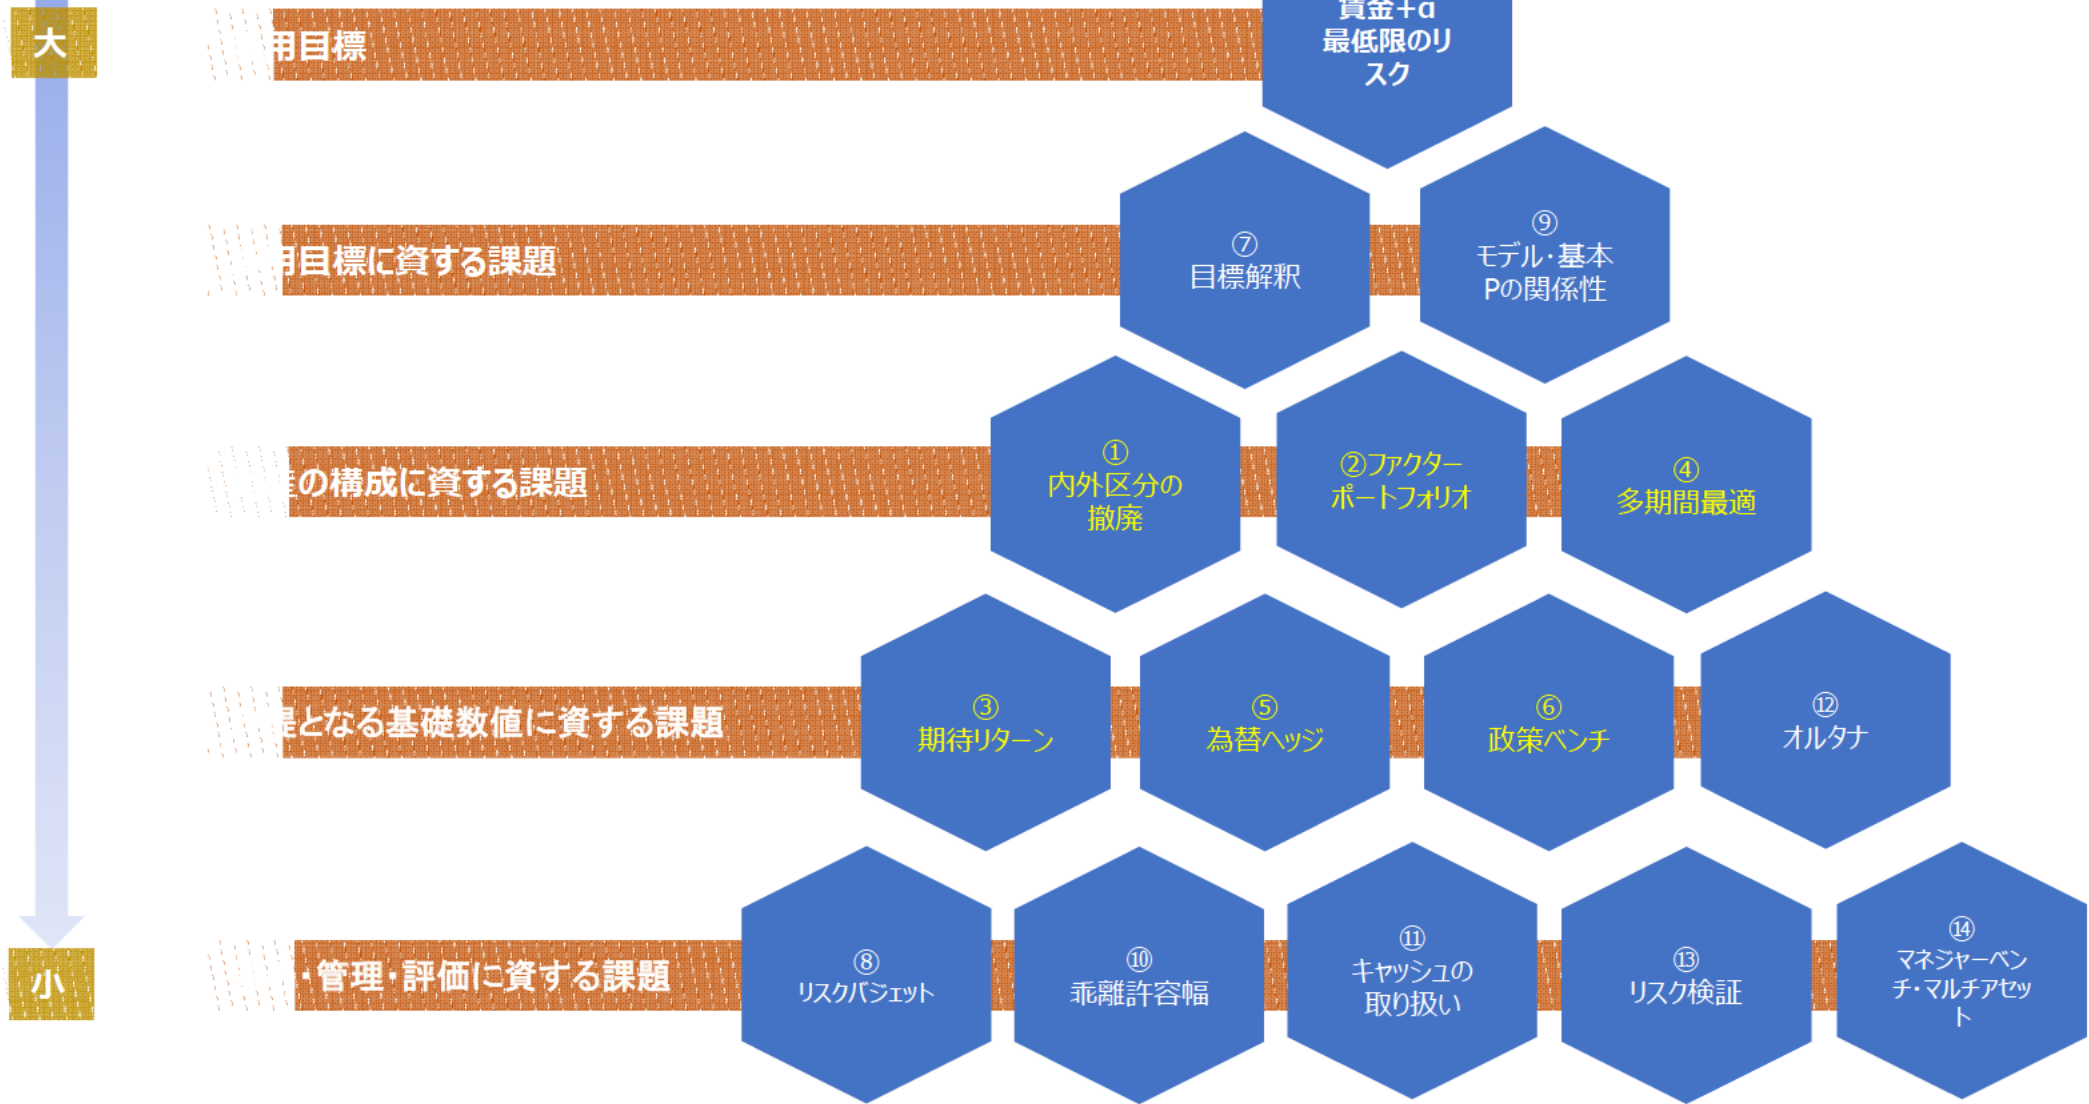 大
用目標
賃金+α
最低限のリ
スク
用目標に資する課題
⑦
目標解釈
⑨
モデル・基本
Pの関係性
の構成に資する課題
①
内外区分の
撤廃
②ファクター
ポートフォリオ
④
多期間最適
となる基礎数値に資する課題
③
期待リターン
⑤
為替ヘッジ
⑥
政策ベンチ
⑫
オルタナ
小
・管理・評価に資する課題
⑧
リスクバジェット
⑩
乖離許容幅
⑪
キャッシュの
取り扱い
⑬
リスク検証
⑭
マネジャーベン
チ・マルチアセッ
ト